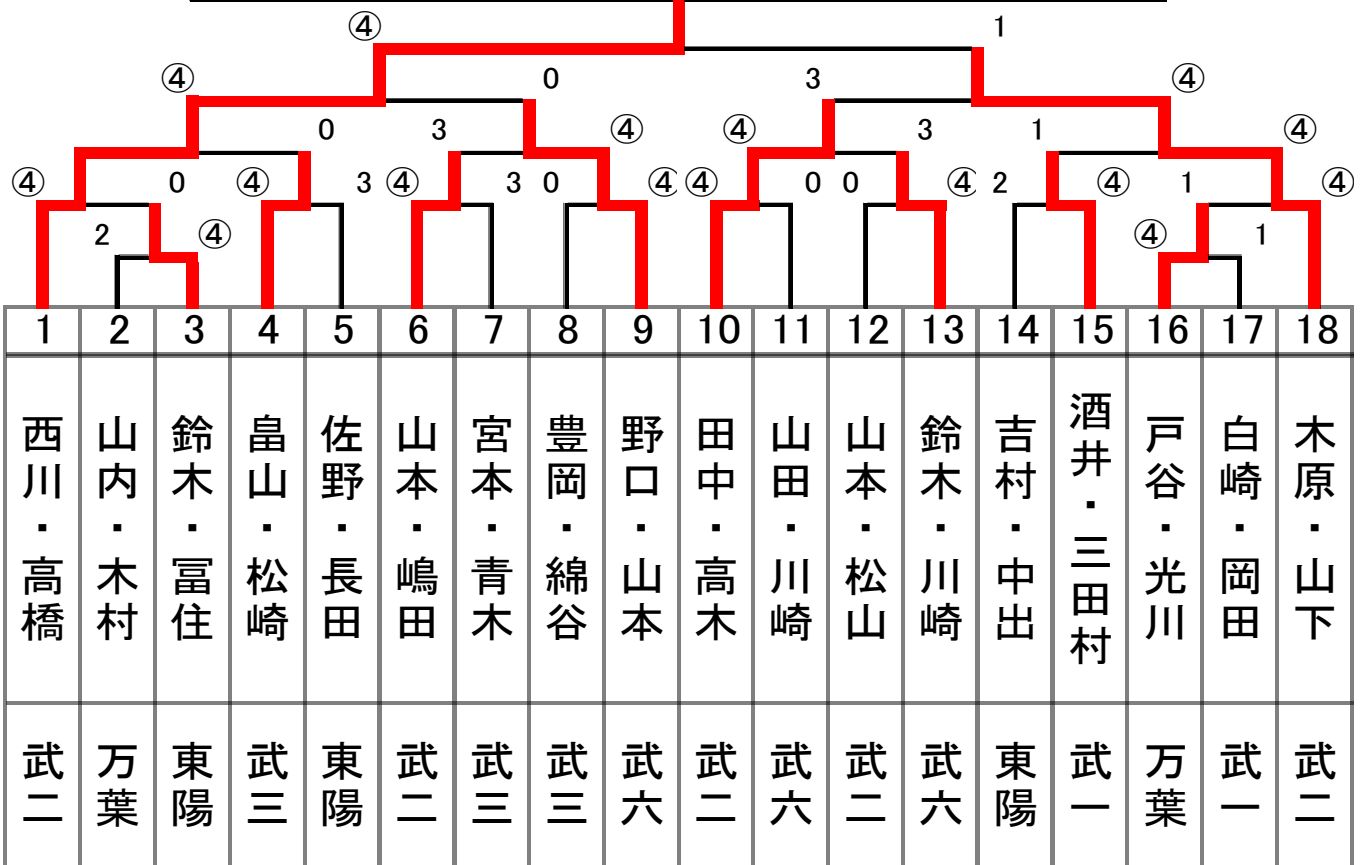 ④ 1
④ 0 3 ④
0 3 ④ ④ 3 1 ④
④ 0 ④ 3 ④ 3 0 ④ ④ 0 0 ④ 2 ④ 1 ④
2 ④ ④ 1
1 2 3 4 5 6 7 8 9 10 11 12 13 14 15 16 17 18
西川・高橋
山内・木村
鈴木・冨住
畠山・松崎
佐野・長田
山本・嶋田
宮本・青木
豊岡・綿谷
野口・山本
田中・高木
山田・川崎
山本・松山
鈴木・川崎
吉村・中出
酒井・三田村
戸谷・光川
白崎・岡田
木原・山下
武二 万葉 東陽 武三 東陽 武二 武三 武三 武六 武二 武六 武二 武六 東陽 武一 万葉 武一 武二